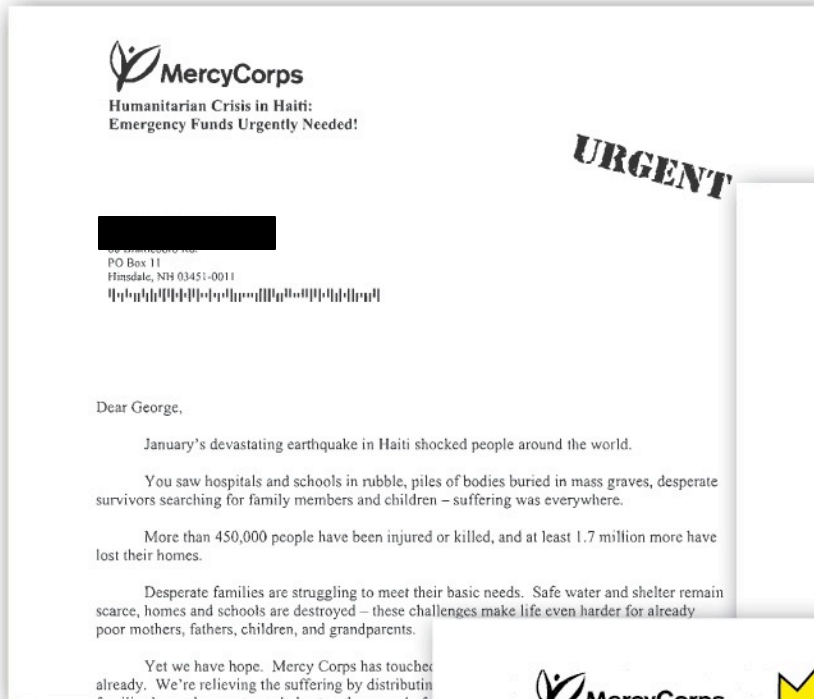 MercyCorps
Humanitarian Crisis in Haiti:
Emergency Funds Urgently Needed!
URGENT
PO Box 11
Hinsdale, NH 03451-0011
Dear George,
January's devastating earthquake in Haiti shocked people around the world.
You saw hospitals and schools in rubble, piles of bodies buried in mass graves, desperate
survivors searching for family members and children – suffering was everywhere.
More than 450,000 people have been injured or killed, and at least 1.7 million more have
lost their homes.
Desperate families are struggling to meet their basic needs.  Safe water and shelter remain
scarce, homes and schools are destroyed – these challenges make life even harder for already
poor mothers, fathers, children, and grandparents.
Yet we have hope.  Mercy Corps has touched
already.  We're relieving the suffering by distributin
MercyCorps